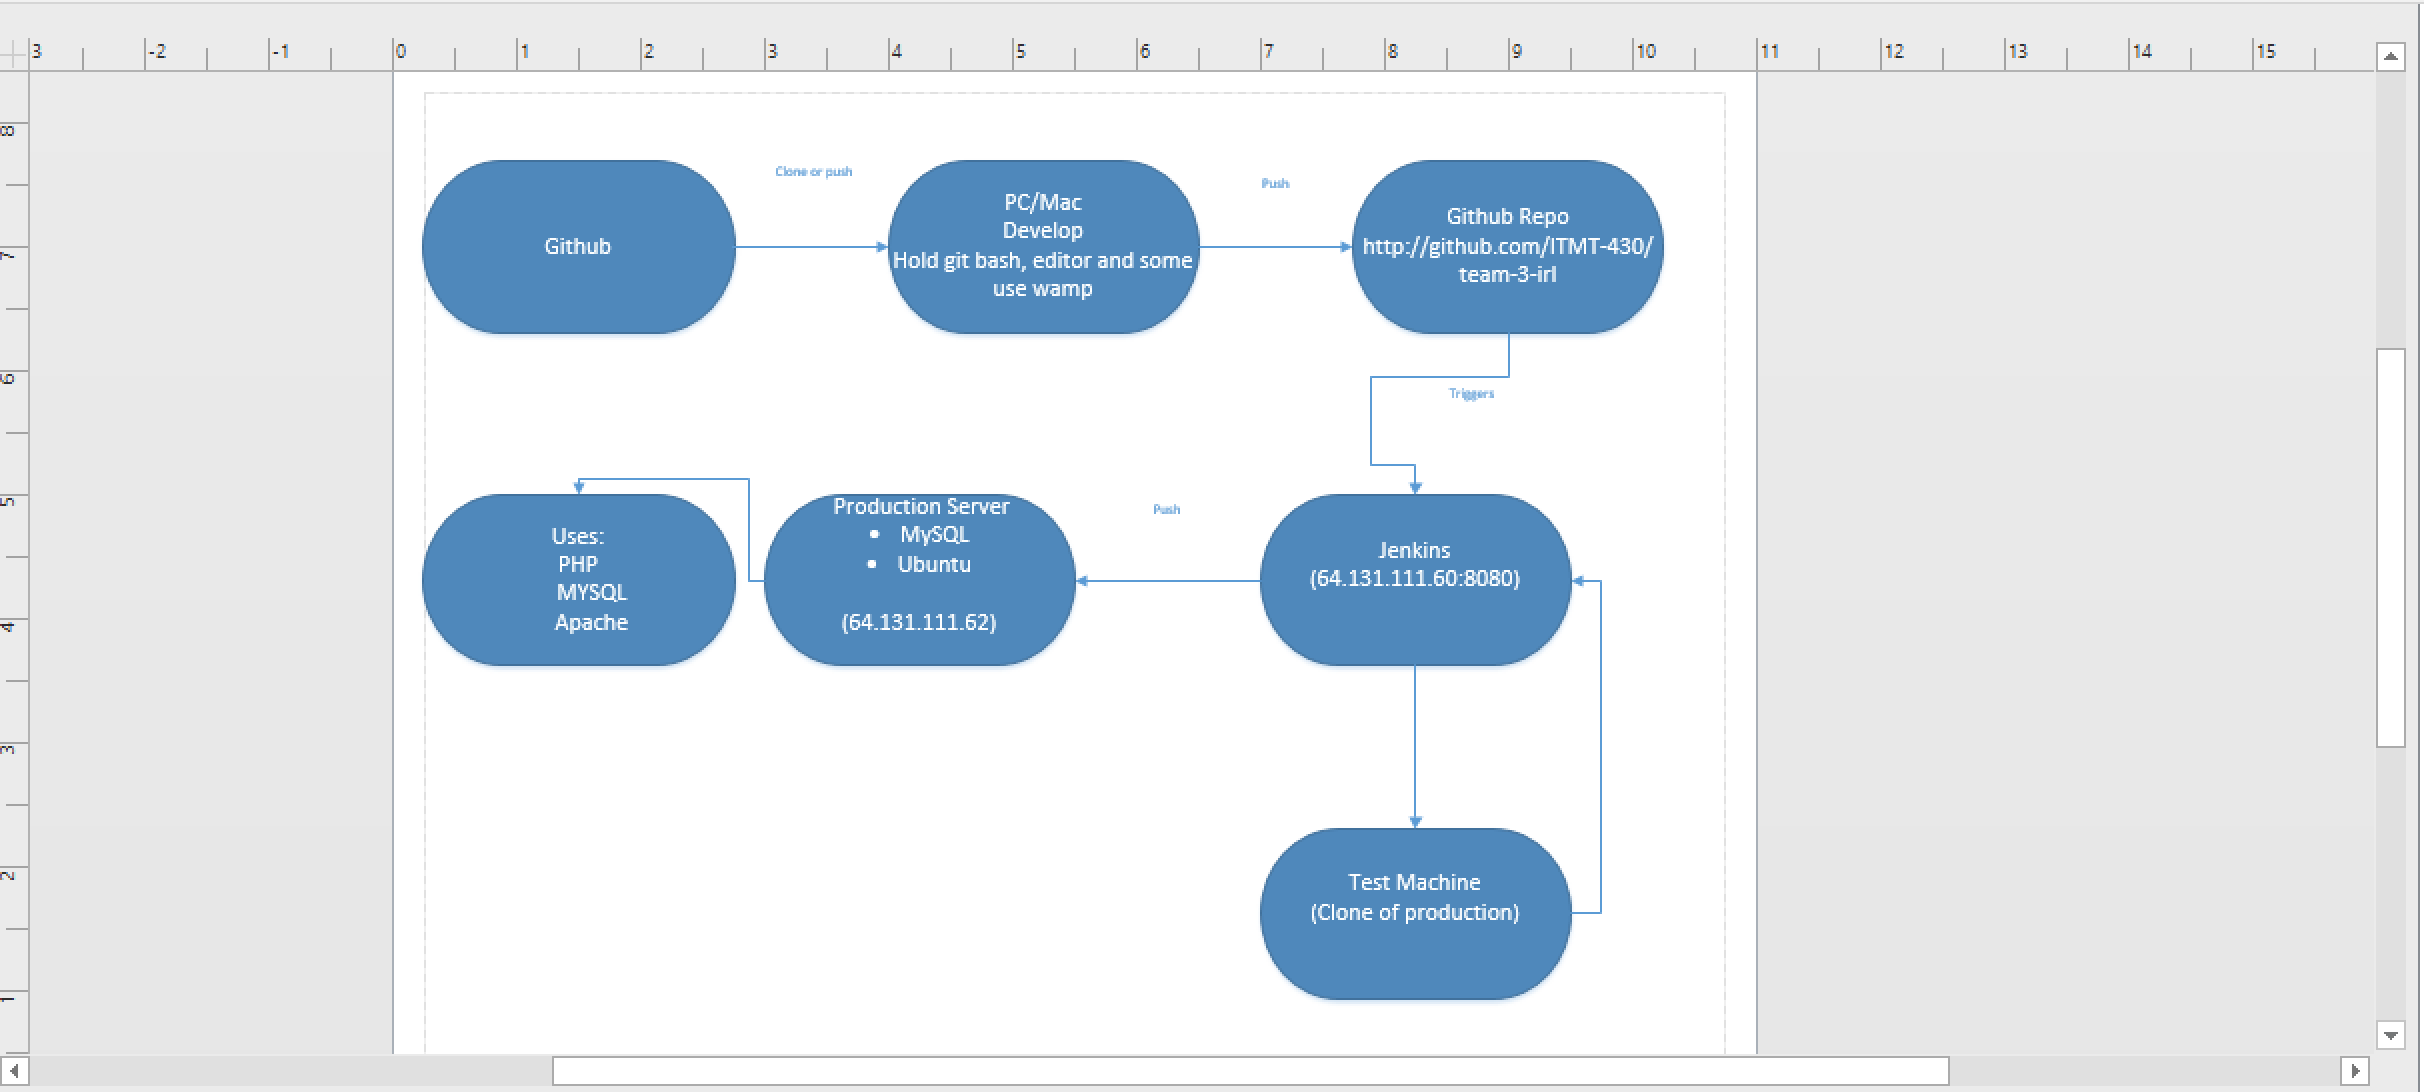 3 -2 -1 0 1 2 3 4 5 6 7 8 9 10 11 12 13 14 15
8
7
6
5
4
3
2
1
Github
Clone or push
PC/Mac
Develop
Hold git bash, editor and some
use wamp
Push
Github Repo
http://github.com/ITMT-430/
team-3-irl
Triggers
Uses:
PHP
MYSQL
Apache
Production Server
• MySQL
• Ubuntu
(64.131.111.62)
Push
Jenkins
(64.131.111.60:8080)
Test Machine
(Clone of production)